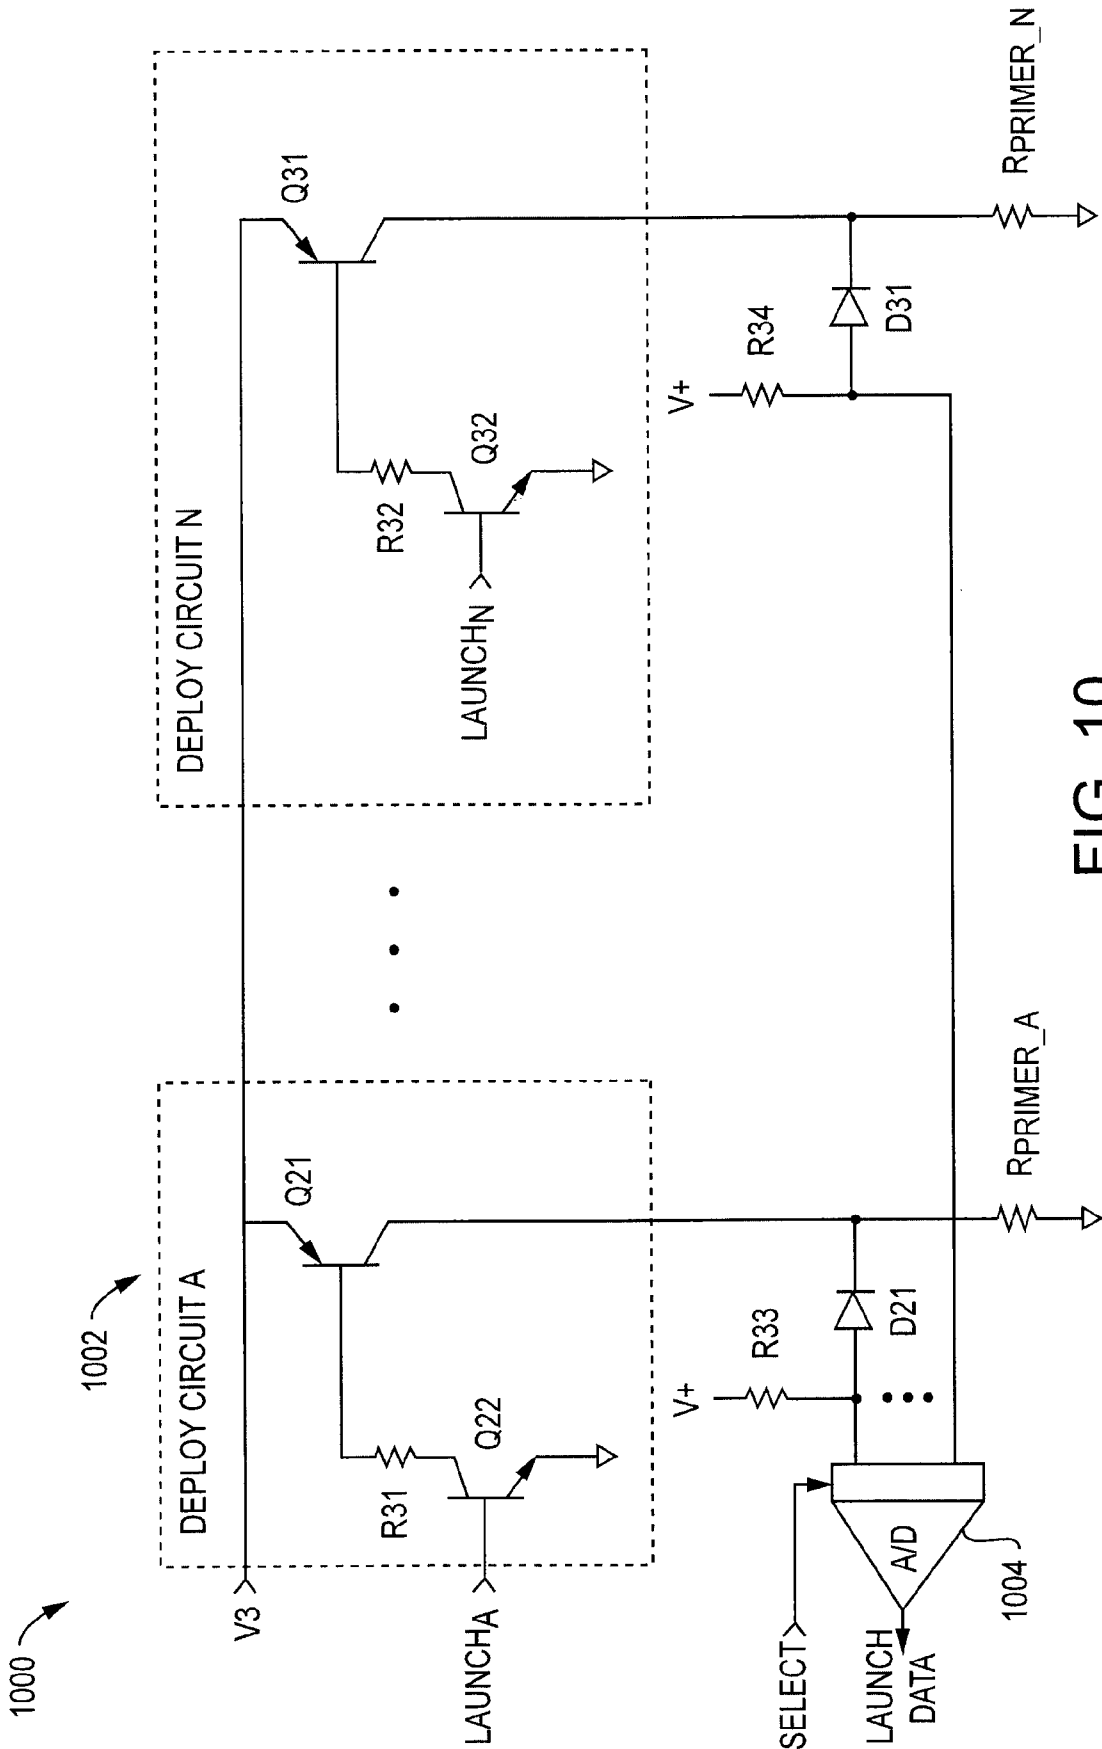 1000
1002
DEPLOY CIRCUIT A
DEPLOY CIRCUIT N
V3
Q21
Q31
R31
Q22
R32
Q32
LAUNCHA
LAUNCHN
V+
R33
V+
R34
D21
D31
SELECT
A/D
LAUNCH
DATA
1004
RPRIMER_A
RPRIMER_N
FIG. 10